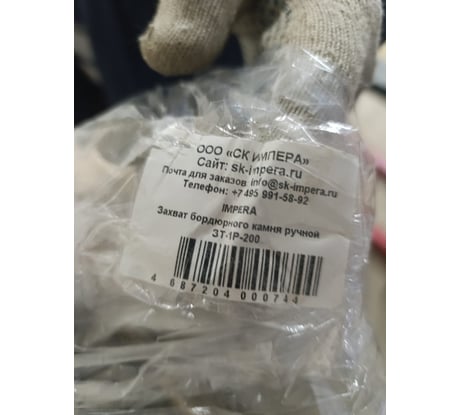 ООО «СК ИМПЕРА»
Сайт: sk-impera.ru
Почта для заказов info@sk-impera.ru
Телефон: +7 495 991-58-92
IMPERA
Захват бордюрного камня ручной
ЗТ-1Р-200
4 687204 000744